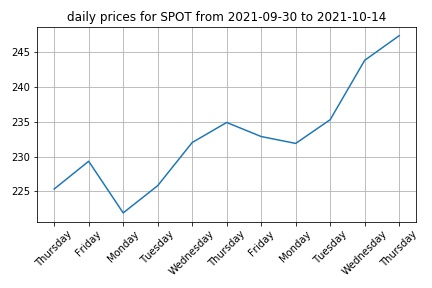 daily prices for SPOT from 2021-09-30 to 2021-10-14
245
240
235
230
225
Thursday
Friday
Monday
Tuesday
Wednesday
Thursday
Friday
Monday
Tuesday
Wednesday
Thursday